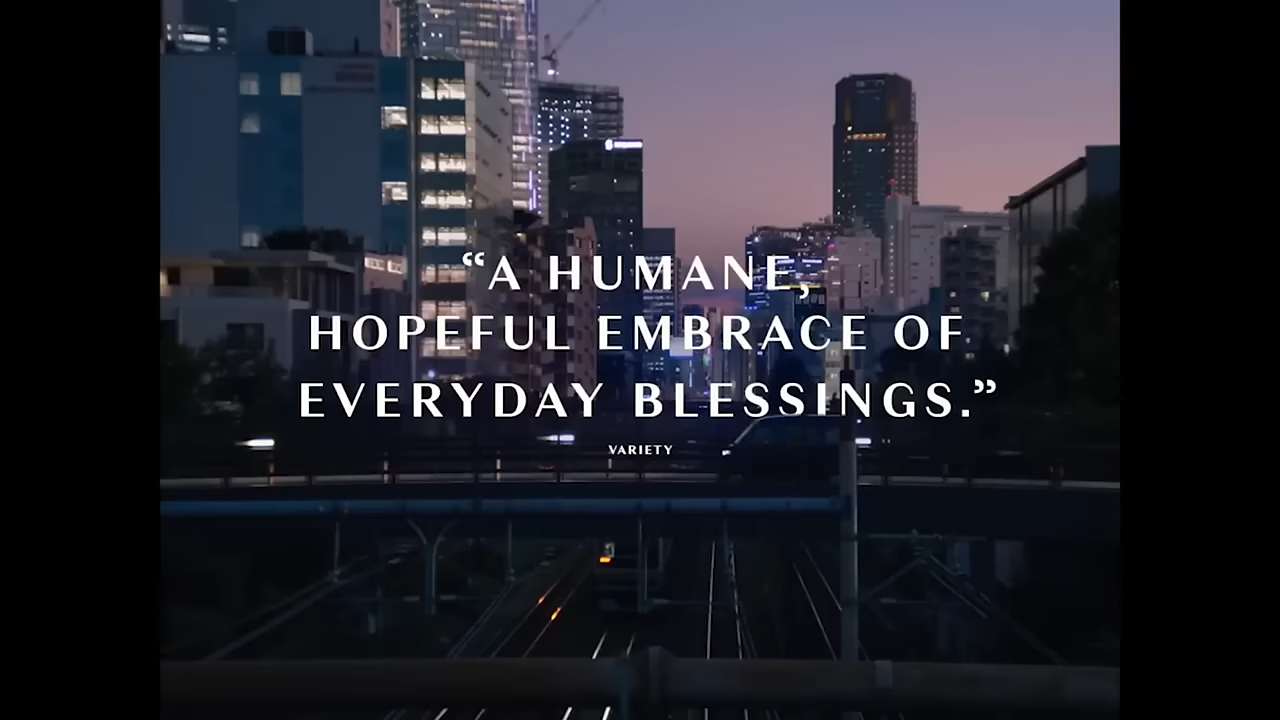 “A HUMANE,
HOPEFUL EMBRACE OF
EVERYDAY BLESSINGS.”
VARIETY